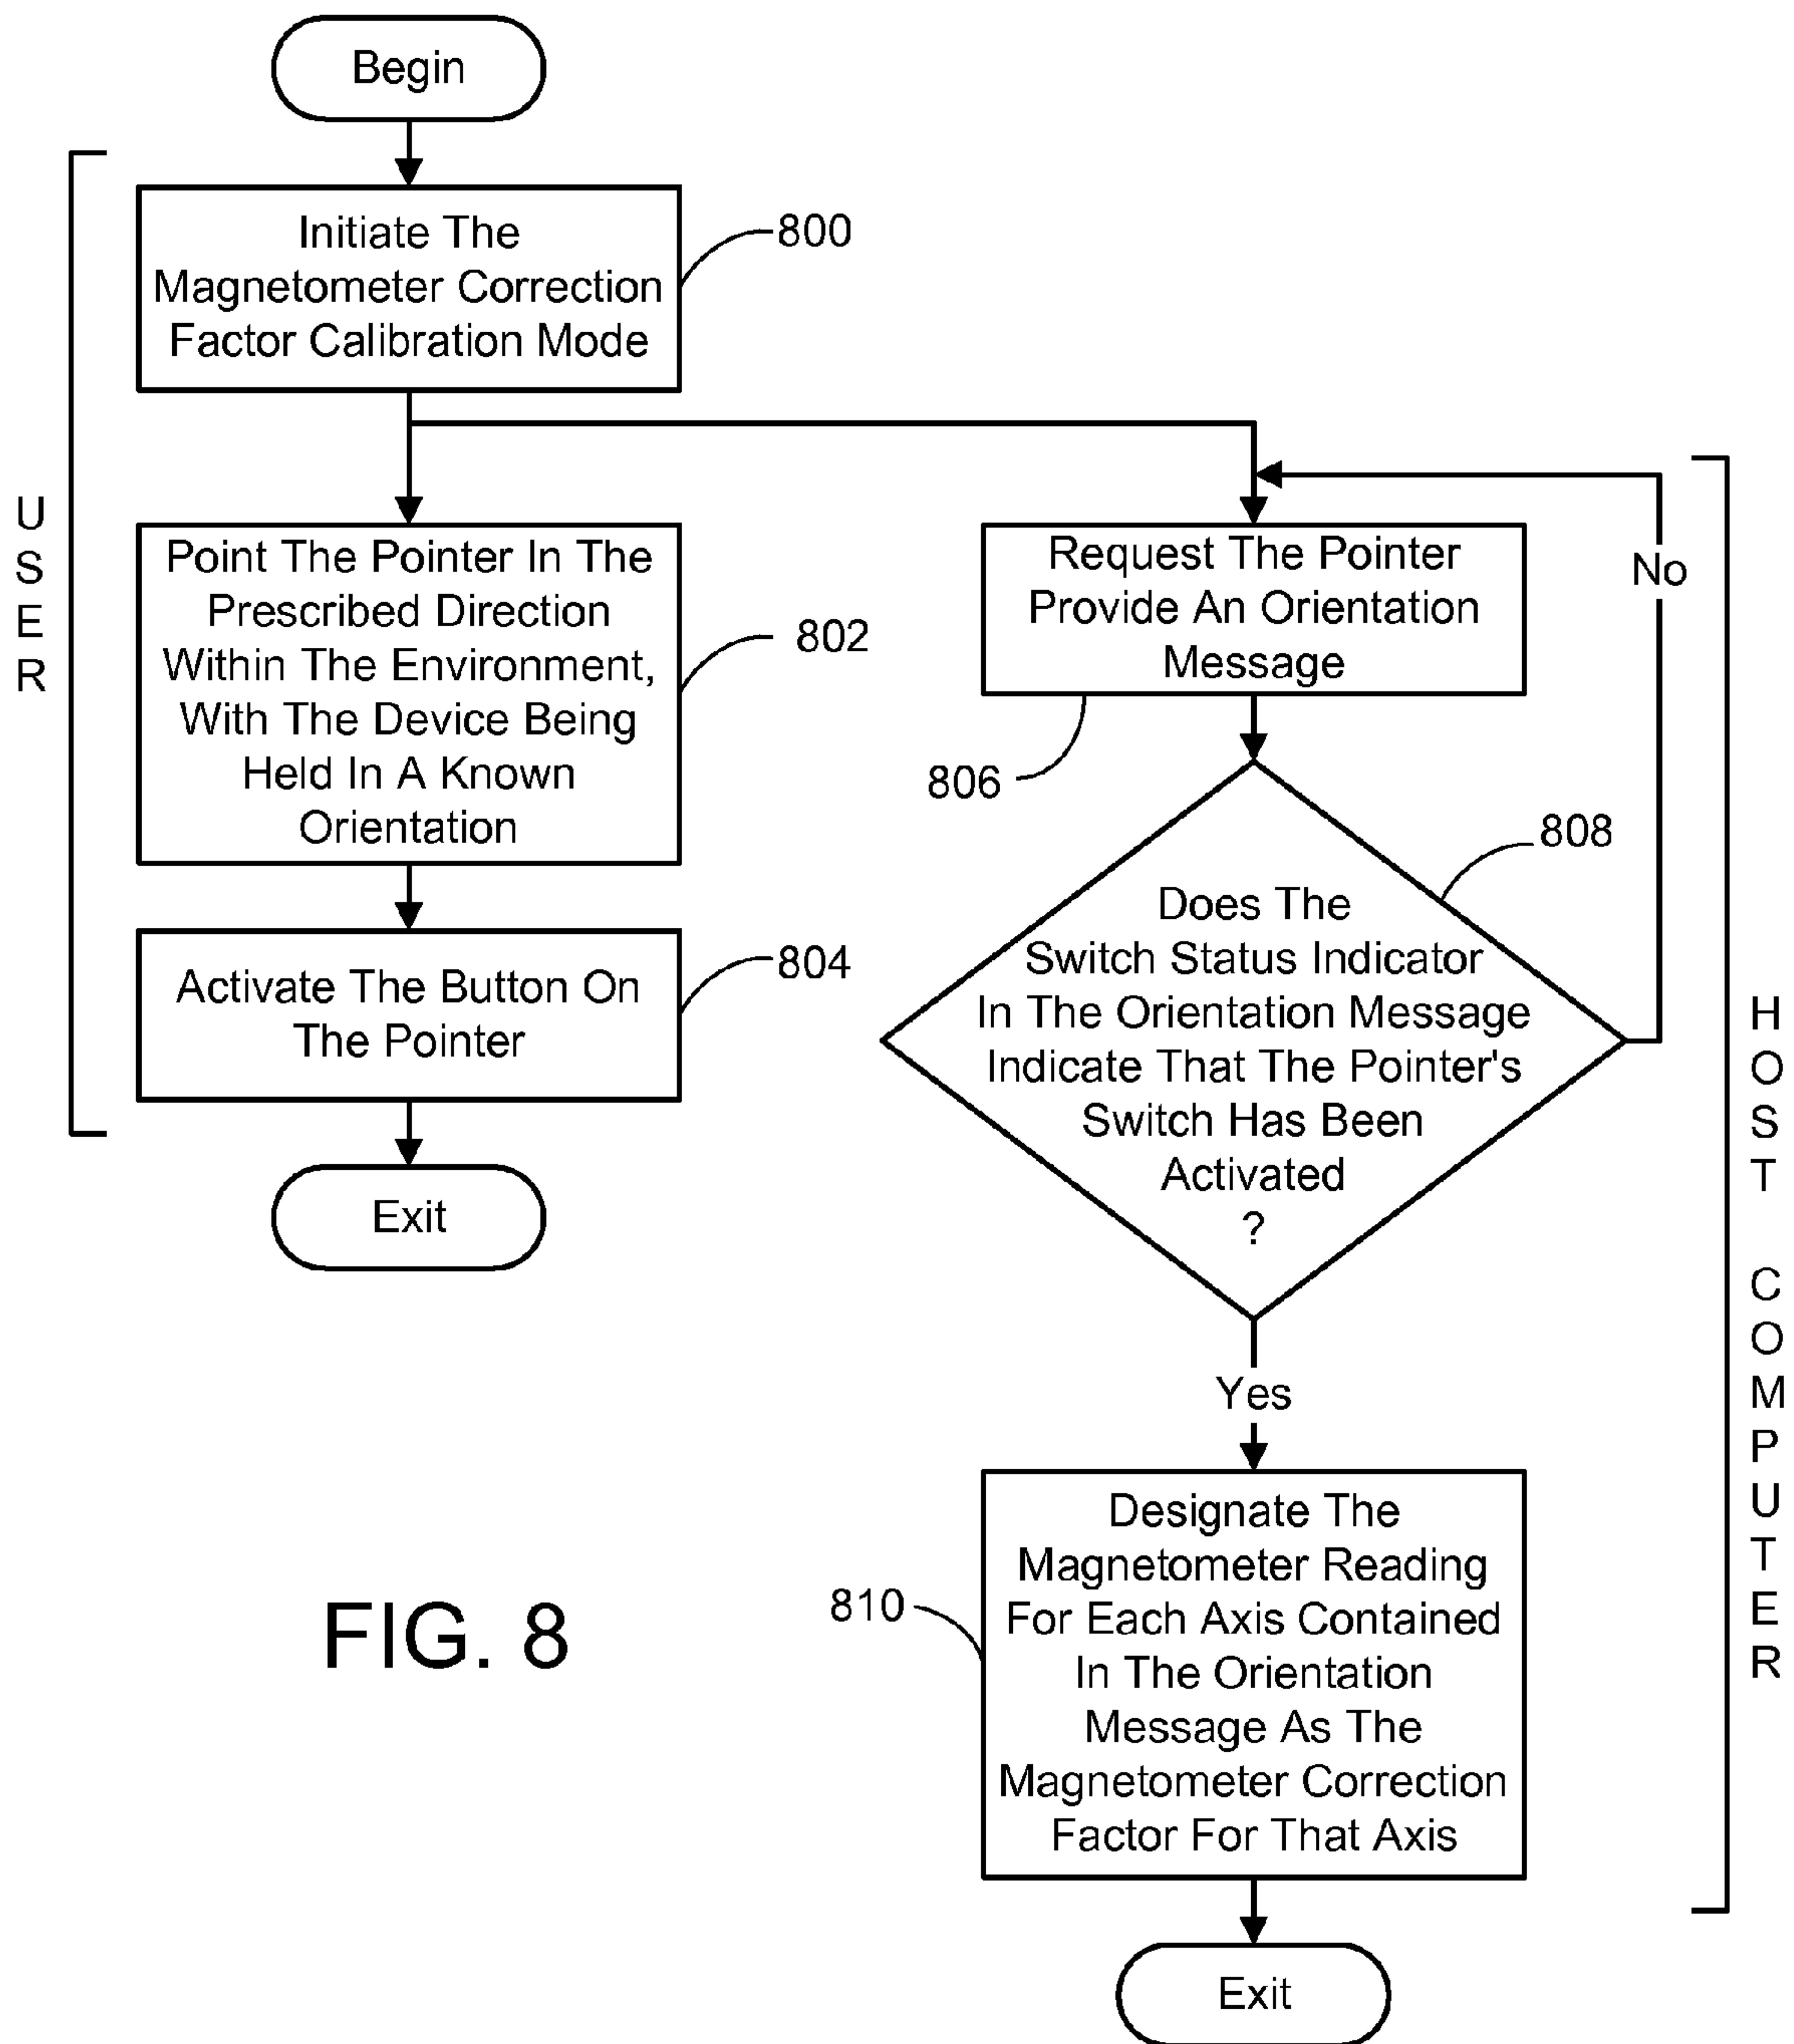 Begin
Initiate The
Magnetometer Correction
Factor Calibration Mode
800
USER
Point The Pointer In The
Prescribed Direction
Within The Environment,
With The Device Being
Held In A Known
Orientation
802
Activate The Button On
The Pointer
804
Exit
Request The Pointer
Provide An Orientation
Message
806
No
Does The
Switch Status Indicator
In The Orientation Message
Indicate That The Pointer's
Switch Has Been
Activated
?
808
Yes
Designate The
Magnetometer Reading
For Each Axis Contained
In The Orientation
Message As The
Magnetometer Correction
Factor For That Axis
810
HOST COMPUTER
Exit
FIG. 8